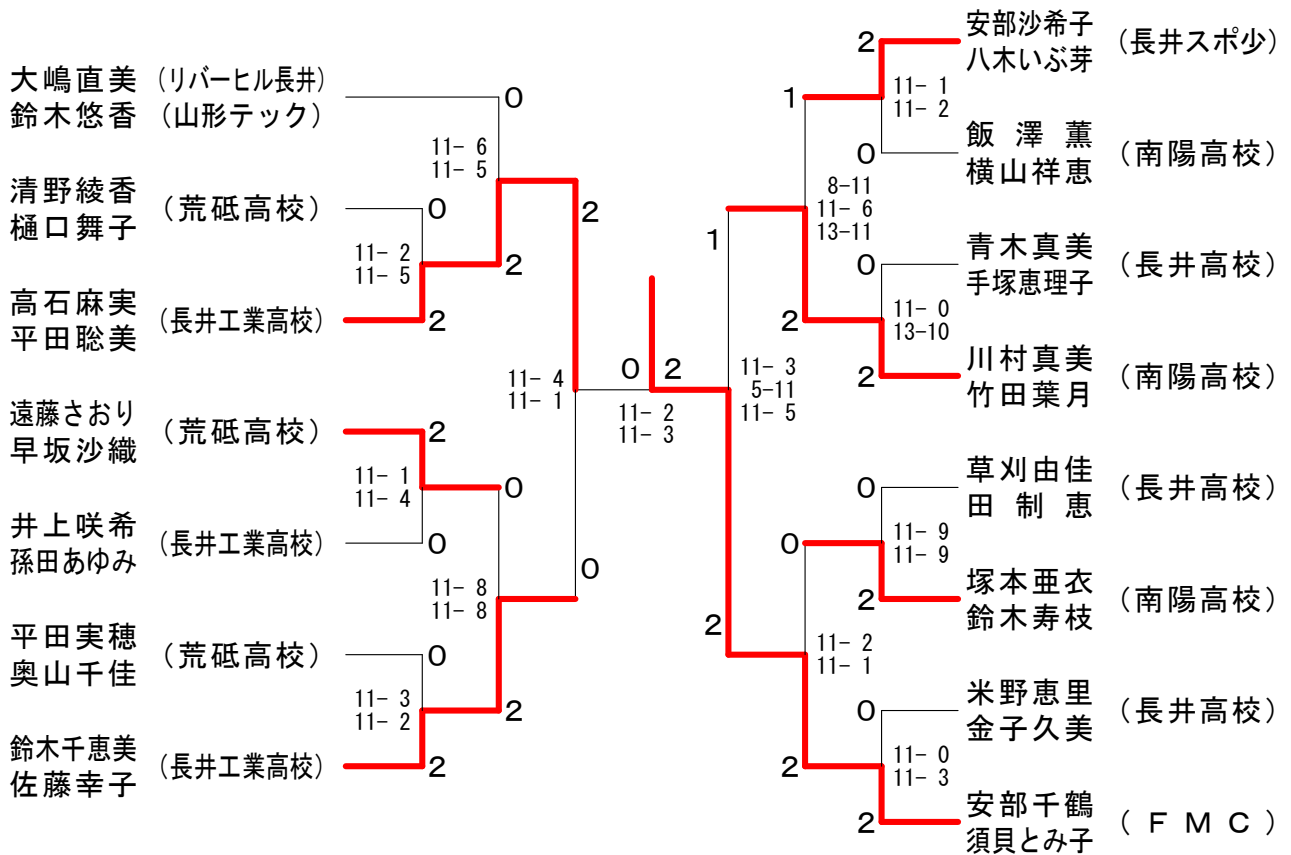 大嶋直美 (リバーヒル長井)
鈴木悠香 (山形テック)
0
11- 6
11- 5
清野綾香
樋口舞子
(荒砥高校)
0
11- 2
11- 5
2
2
高石麻実
平田聡美
(長井工業高校)
2
11- 4
11- 1
遠藤さおり
早坂沙織
(荒砥高校)
2
11- 1
11- 4
0
井上咲希
孫田あゆみ
(長井工業高校)
0
11- 8
11- 8
0
平田実穂
奥山千佳
(荒砥高校)
0
11- 3
11- 2
2
鈴木千恵美
佐藤幸子
(長井工業高校)
2
0
2
11- 2
11- 3
安部沙希子
八木いぶ芽
(長井スポ少)
2
11- 1
11- 2
1
飯澤薫
横山祥恵
(南陽高校)
0
8-11
11- 6
13-11
1
青木真美
手塚恵理子
(長井高校)
0
11- 0
13-10
2
川村真美
竹田葉月
(南陽高校)
2
11- 3
5-11
11- 5
草刈由佳
田制恵
(長井高校)
0
11- 9
11- 9
0
塚本亜衣
鈴木寿枝
(南陽高校)
2
2
11- 2
11- 1
米野恵里
金子久美
(長井高校)
0
11- 0
11- 3
2
安部千鶴
須貝とみ子
(ＦＭＣ)
2